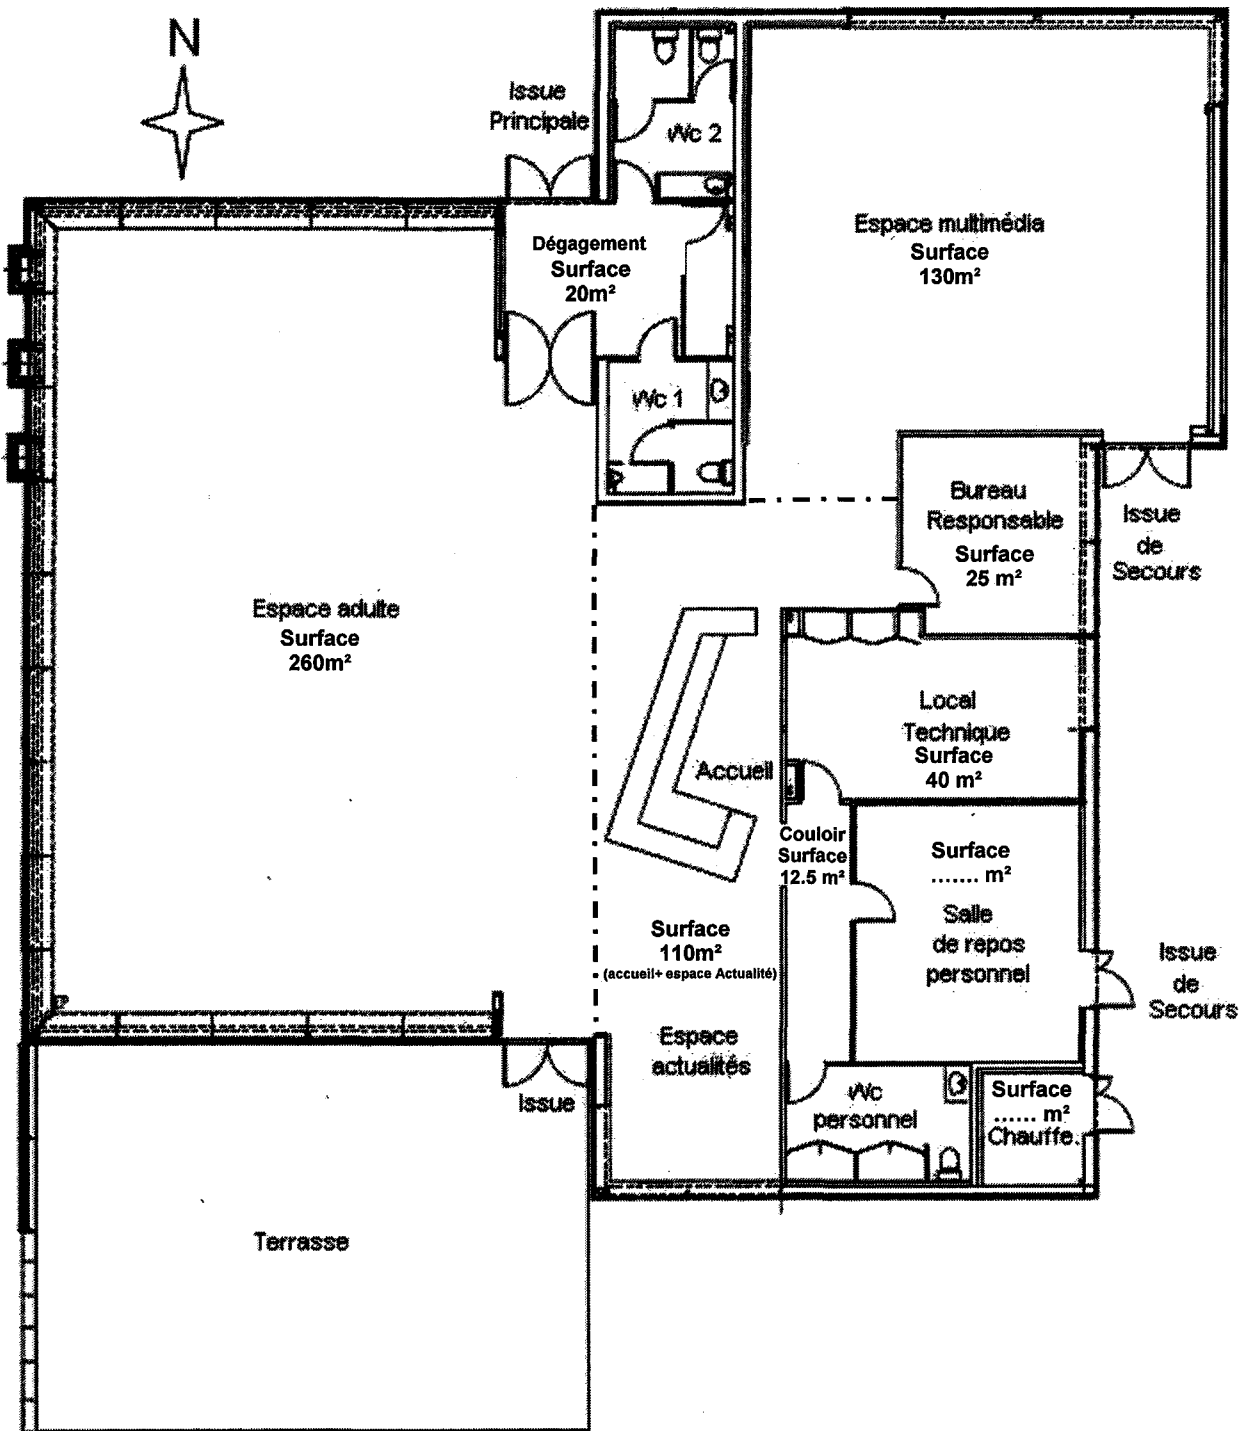 N
Issue
Principale
Wc 2
Dégagement
Surface
20m²
Espace multimédia
Surface
130m²
Wc 1
Bureau
Responsable
Surface
25 m²
Issue
de
Secours
Espace adulte
Surface
260m²
Local
Technique
Surface
40 m²
Accueil
Couloir
Surface
12.5 m²
Surface
....... m²
Salle
de repos
personnel
Surface
110m²
(accueil+ espace Actualité)
Issue
de
Secours
Espace
actualités
Issue
Wc
personnel
Surface
...... m²
Chauffe.
Terrasse